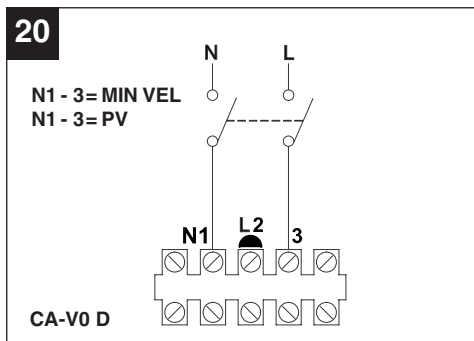 20
N L
N1 - 3= MIN VEL
N1 - 3= PV
N1 L2 3
CA-V0 D